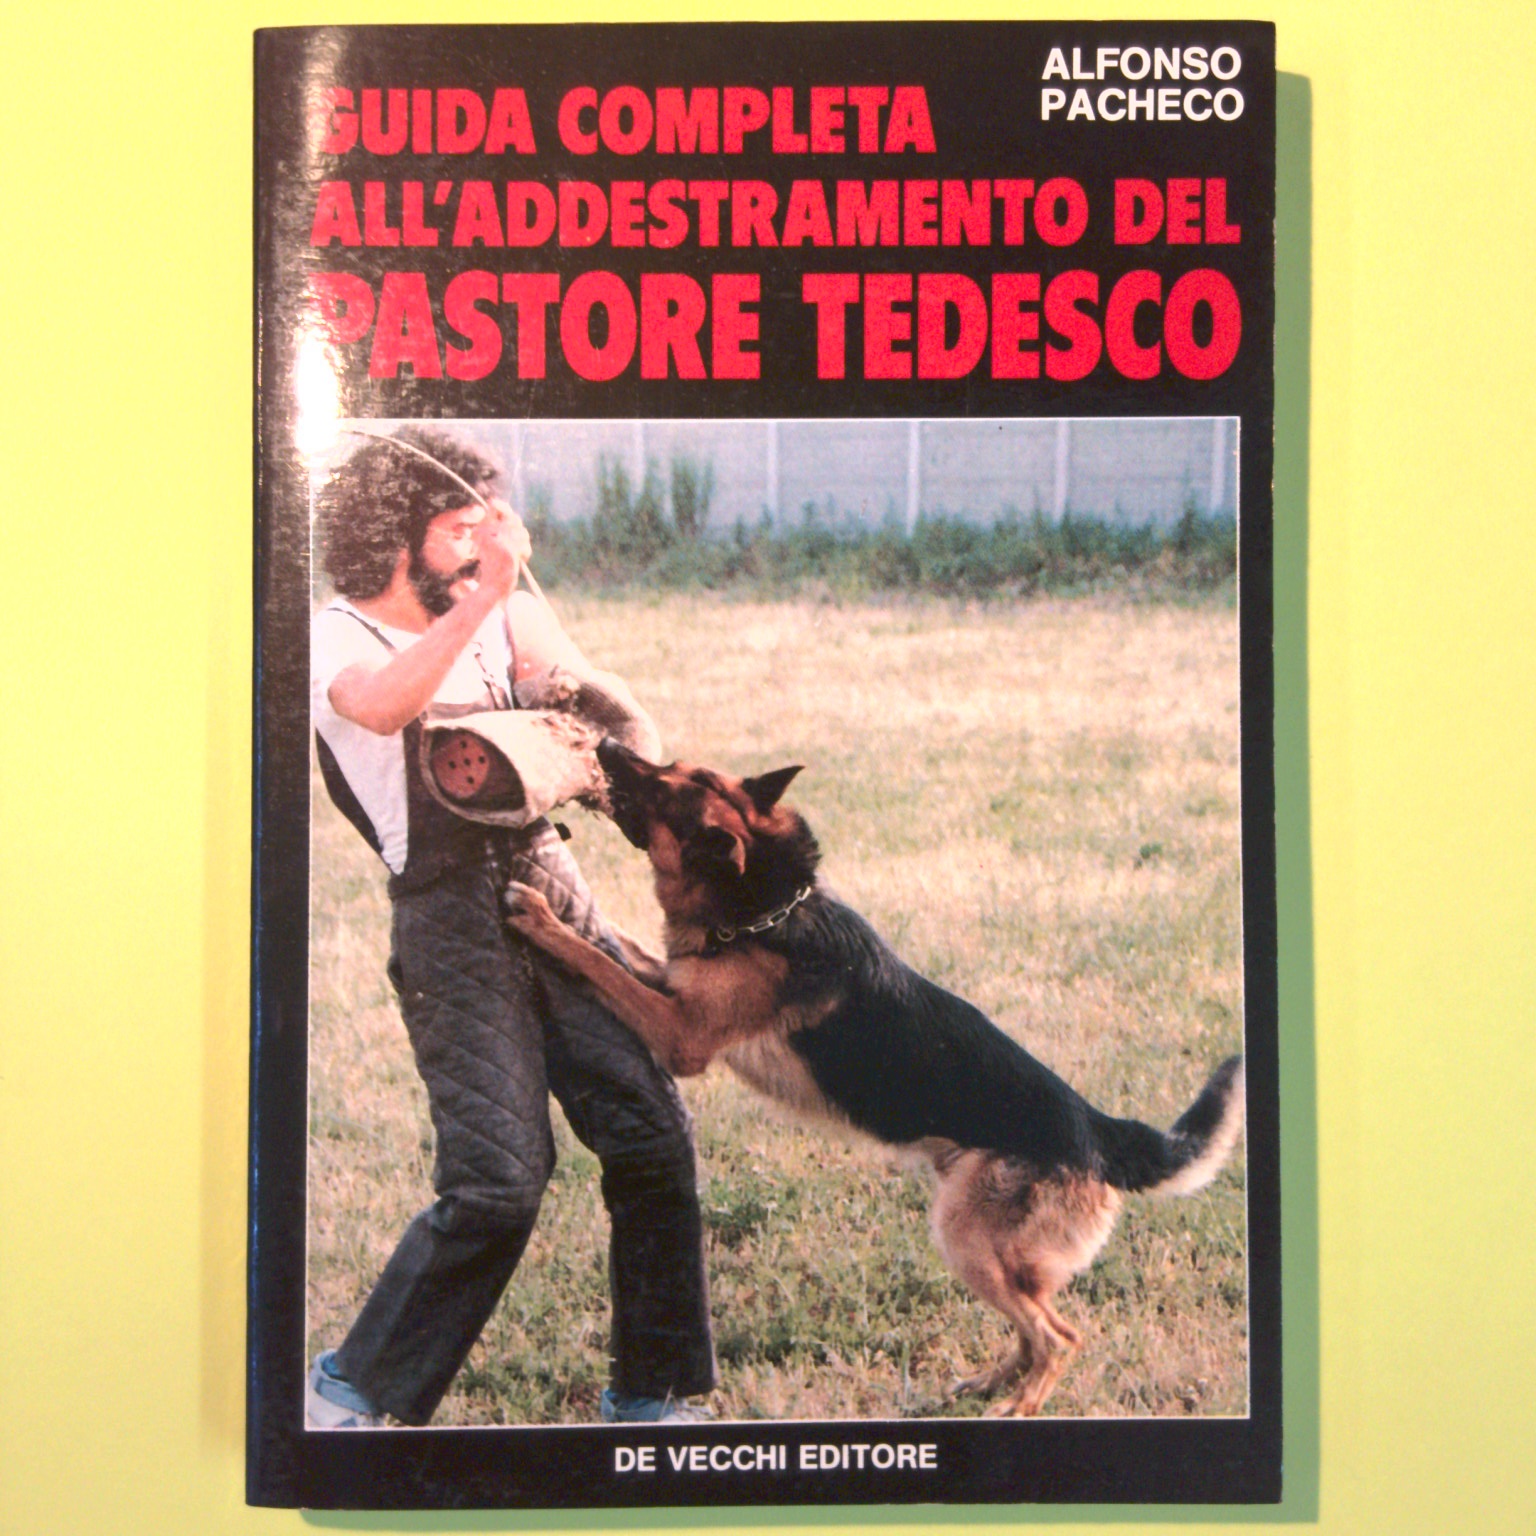 ALFONSO
PACHECO
GUIDA COMPLETA
ALL'ADDESTRAMENTO DEL
PASTORE TEDESCO
DE VECCHI EDITORE